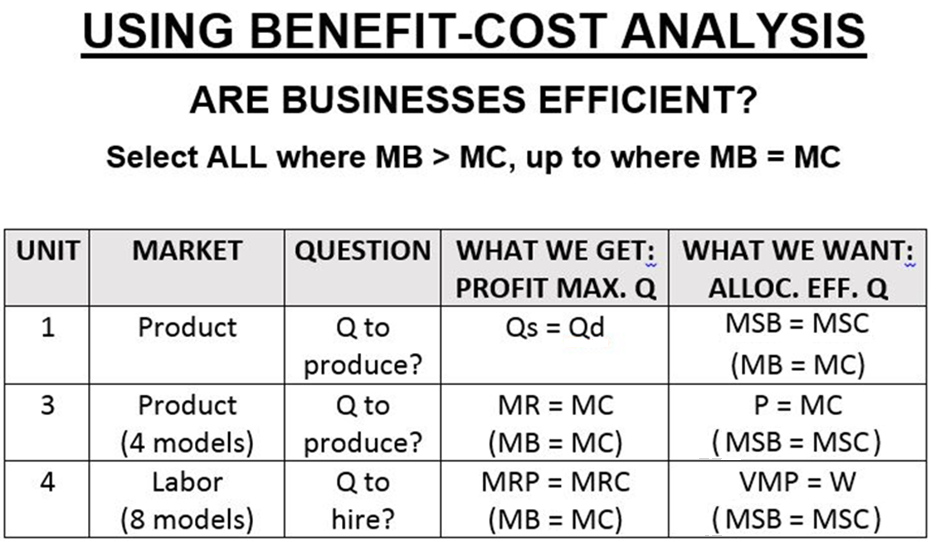 USING BENEFIT-COST ANALYSIS
ARE BUSINESSES EFFICIENT?
Select ALL where MB > MC, up to where MB = MC
UNIT MARKET QUESTION WHAT WE GET: WHAT WE WANT:
PROFIT MAX. Q ALLOC. EFF. Q
1 Product Q to Qs = Qd MSB = MSC
produce? (MB = MC)
3 Product Q to MR = MC P = MC
(4 models) produce? (MB = MC) (MSB = MSC)
4 Labor Q to MRP = MRC VMP = W
(8 models) hire? (MB = MC) (MSB = MSC)